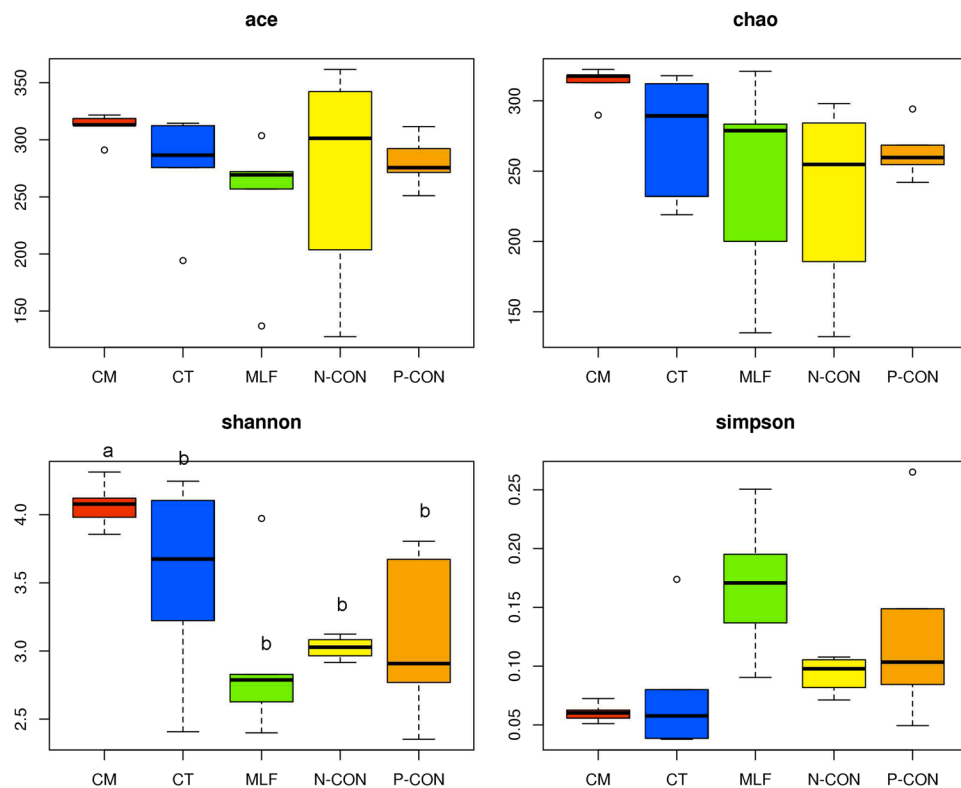 ace
350
300
250
200
150
CM CT MLF N-CON P-CON
chao
300
250
200
150
CM CT MLF N-CON P-CON
shannon
a b b b b
4.0
3.5
3.0
2.5
CM CT MLF N-CON P-CON
simpson
0.25
0.20
0.15
0.10
0.05
CM CT MLF N-CON P-CON